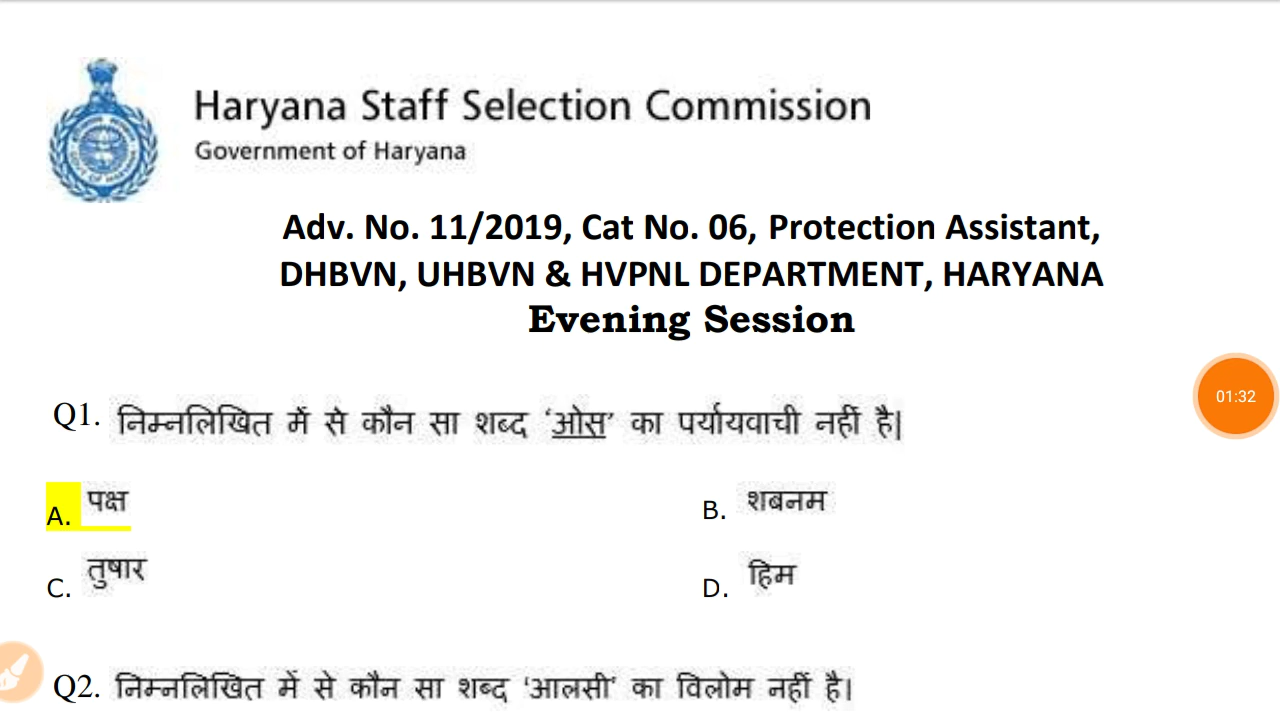 Haryana Staff Selection Commission
Government of Haryana
Adv. No. 11/2019, Cat No. 06, Protection Assistant,
DHBVN, UHBVN & HVPNL DEPARTMENT, HARYANA
Evening Session
01:32
Q1. निम्नलिखित में से कौन सा शब्द ‘ओस’ का पर्यायवाची नहीं है|
A. पक्ष
B. शबनम
C. तुषार
D. हिम
Q2. निम्नलिखित में से कौन सा शब्द ‘आलसी’ का विलोम नहीं है।